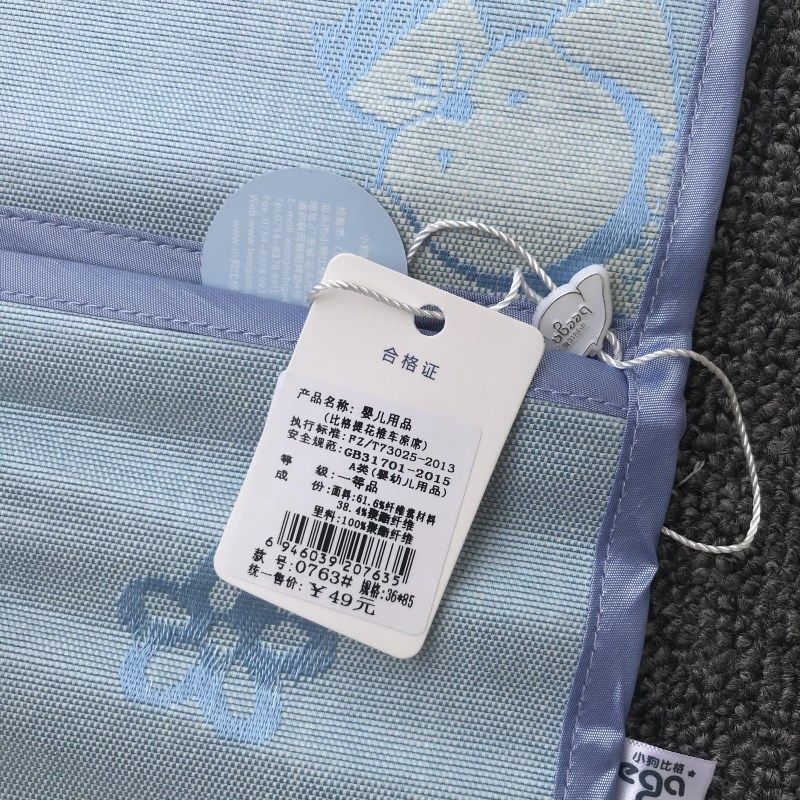 合格证
产品名称: 婴儿用品
(比格提花推车凉席)
执行标准:FZ/T73025-2013
安全规范:GB31701-2015
A类(婴幼儿用品)
等 级:一等品
成 份:面料:61.6%纤维素材料
38.4%聚酯纤维
里料:100%聚酯纤维
6 946039 207635
款 号:0763# 规格:36*85
统一售价:¥ 49元
beega
小狗比格
ega